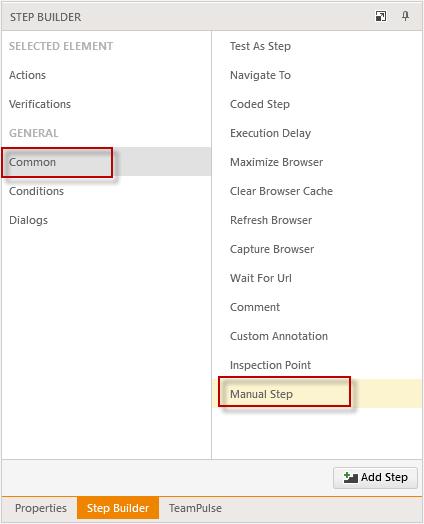 STEP BUILDER
SELECTED ELEMENT
Actions
Verifications
GENERAL
Common
Conditions
Dialogs
Test As Step
Navigate To
Coded Step
Execution Delay
Maximize Browser
Clear Browser Cache
Refresh Browser
Capture Browser
Wait For Url
Comment
Custom Annotation
Inspection Point
Manual Step
Add Step
Properties Step Builder TeamPulse